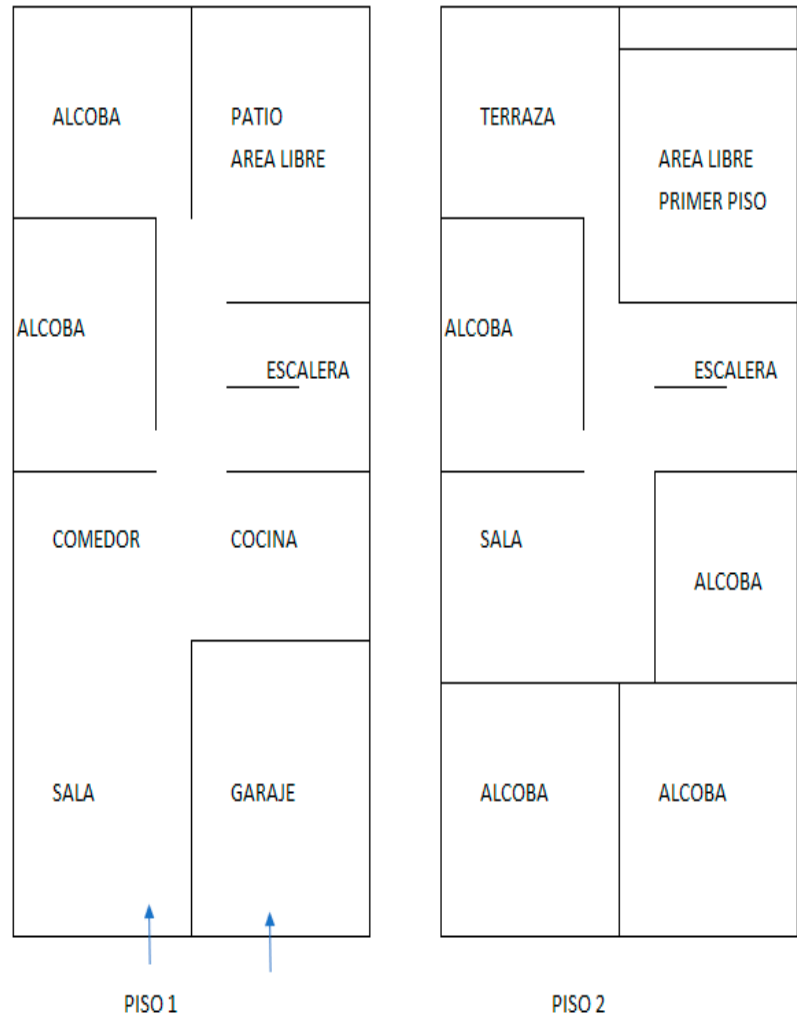 ALCOBA
PATIO
AREA LIBRE
ALCOBA
ESCALERA
COMEDOR
COCINA
SALA
GARAJE
PISO 1
TERRAZA
AREA LIBRE
PRIMER PISO
ALCOBA
ESCALERA
SALA
ALCOBA
ALCOBA
ALCOBA
PISO 2